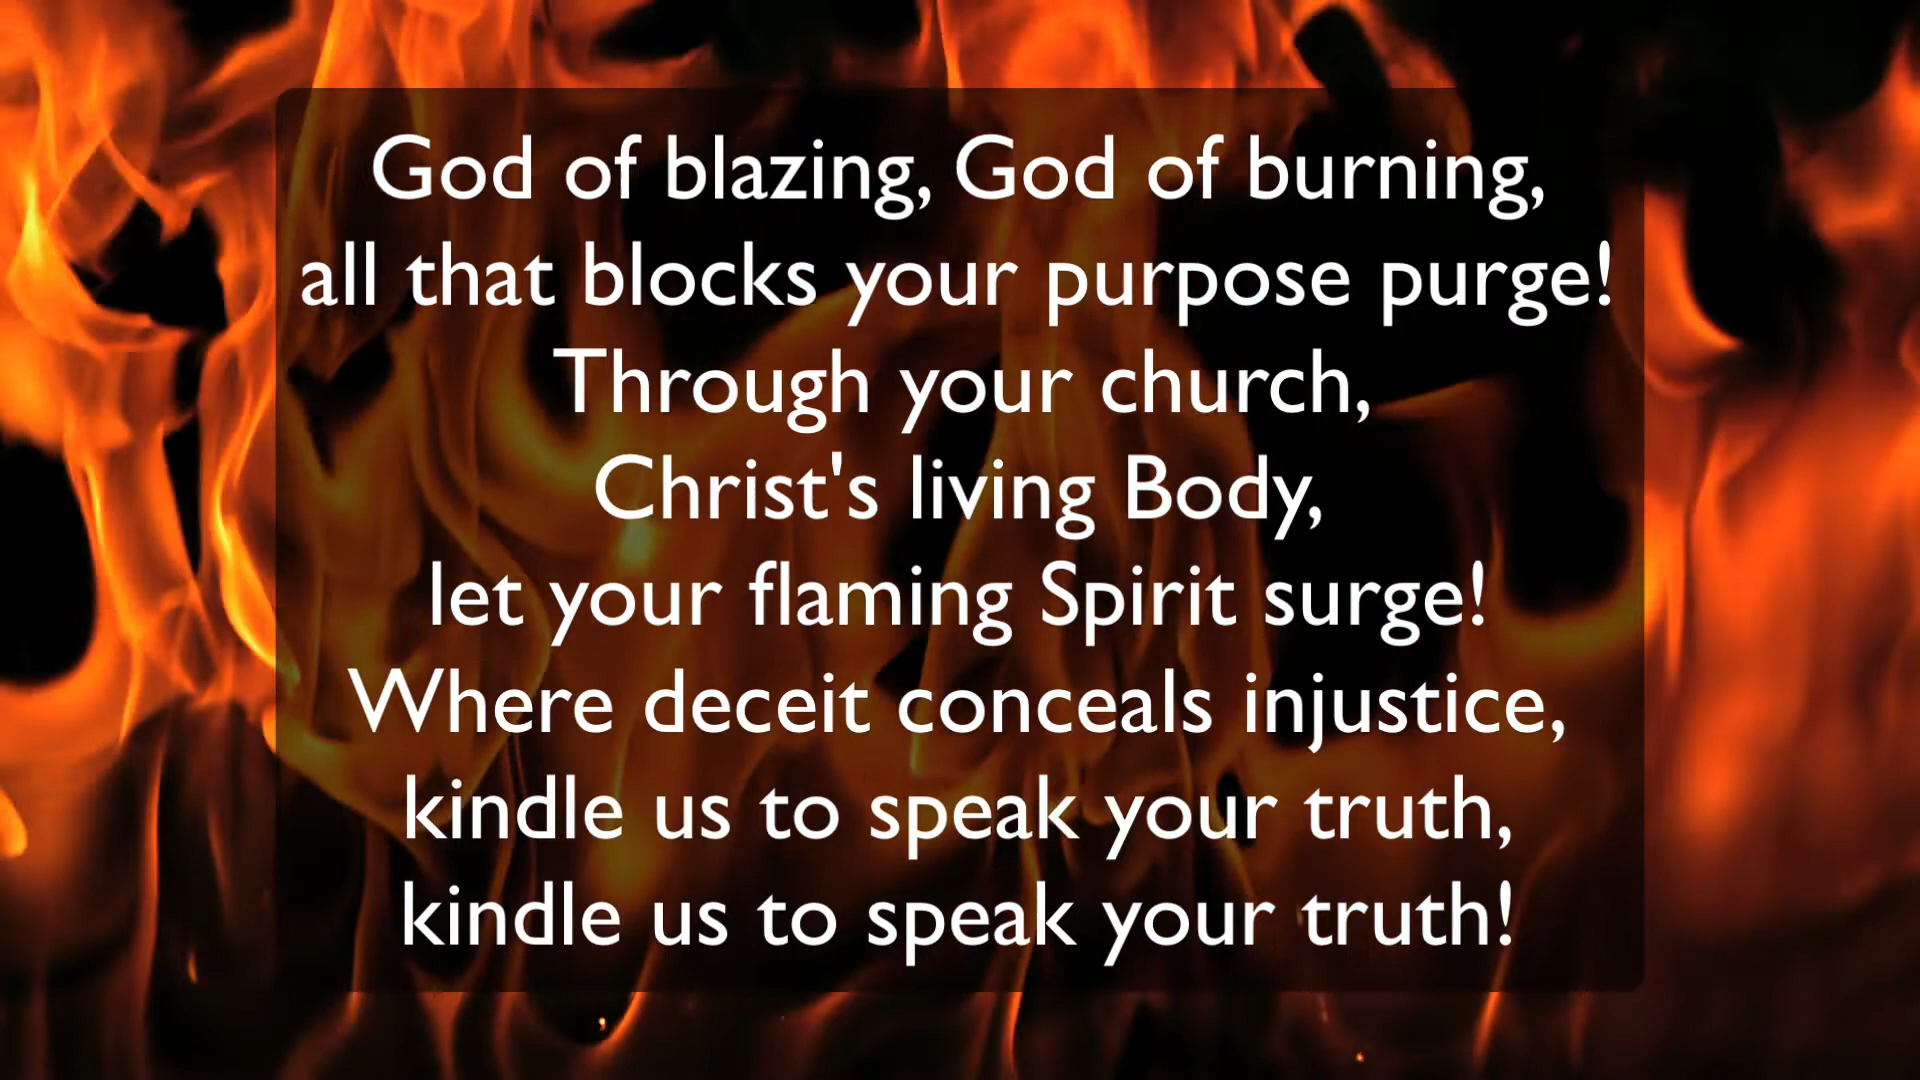 God of blazing, God of burning,
all that blocks your purpose purge!
Through your church,
Christ's living Body,
let your flaming Spirit surge!
Where deceit conceals injustice,
kindle us to speak your truth,
kindle us to speak your truth!